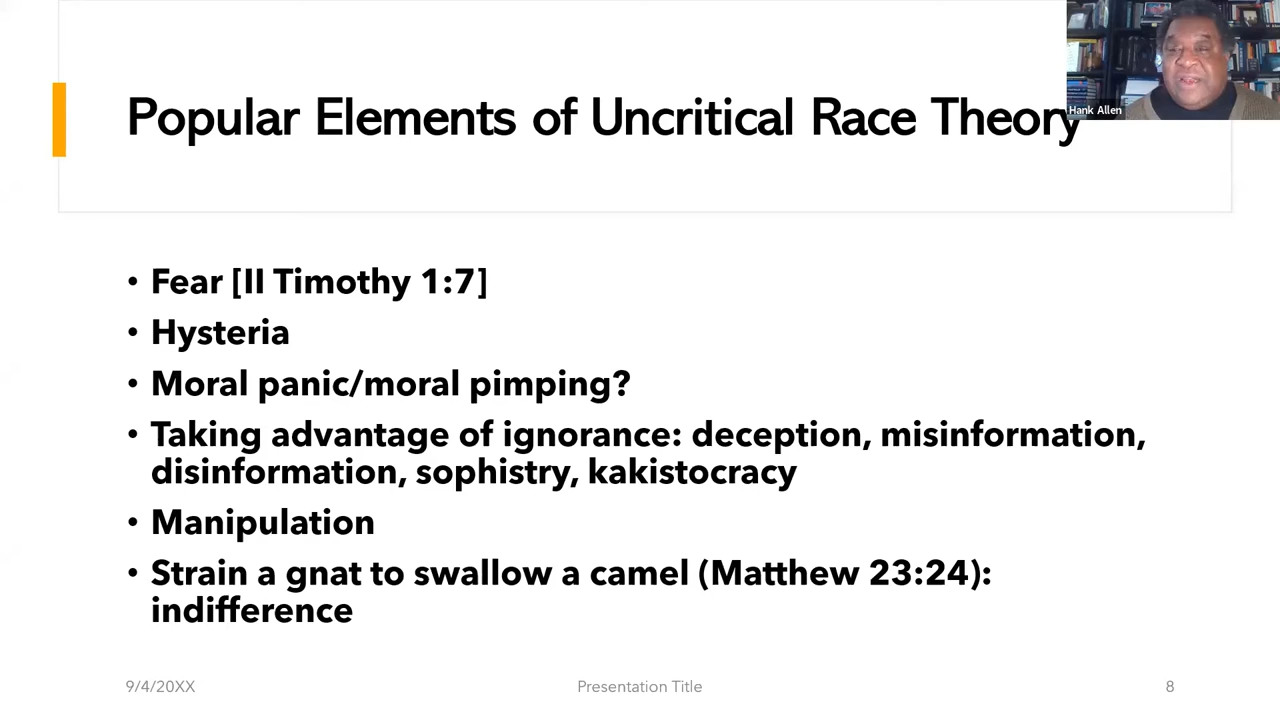 Popular Elements of Uncritical Race Theory
Hank Allen
• Fear [II Timothy 1:7]
• Hysteria
• Moral panic/moral pimping?
• Taking advantage of ignorance: deception, misinformation,
disinformation, sophistry, kakistocracy
• Manipulation
• Strain a gnat to swallow a camel (Matthew 23:24):
indifference
9/4/20XX
Presentation Title
8